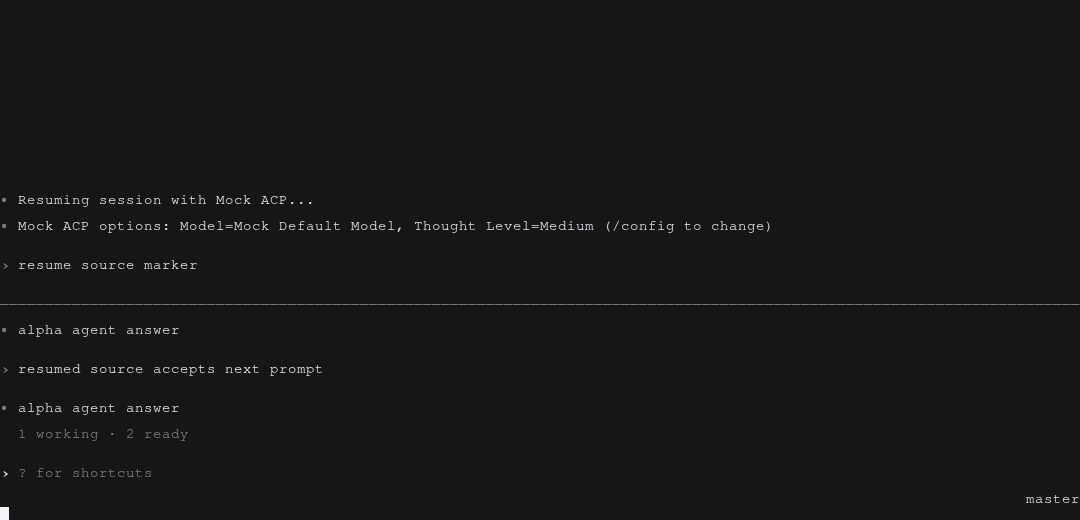 • Resuming session with Mock ACP...
• Mock ACP options: Model=Mock Default Model, Thought Level=Medium (/config to change)
› resume source marker
• alpha agent answer
› resumed source accepts next prompt
• alpha agent answer
1 working · 2 ready
› ? for shortcuts
master